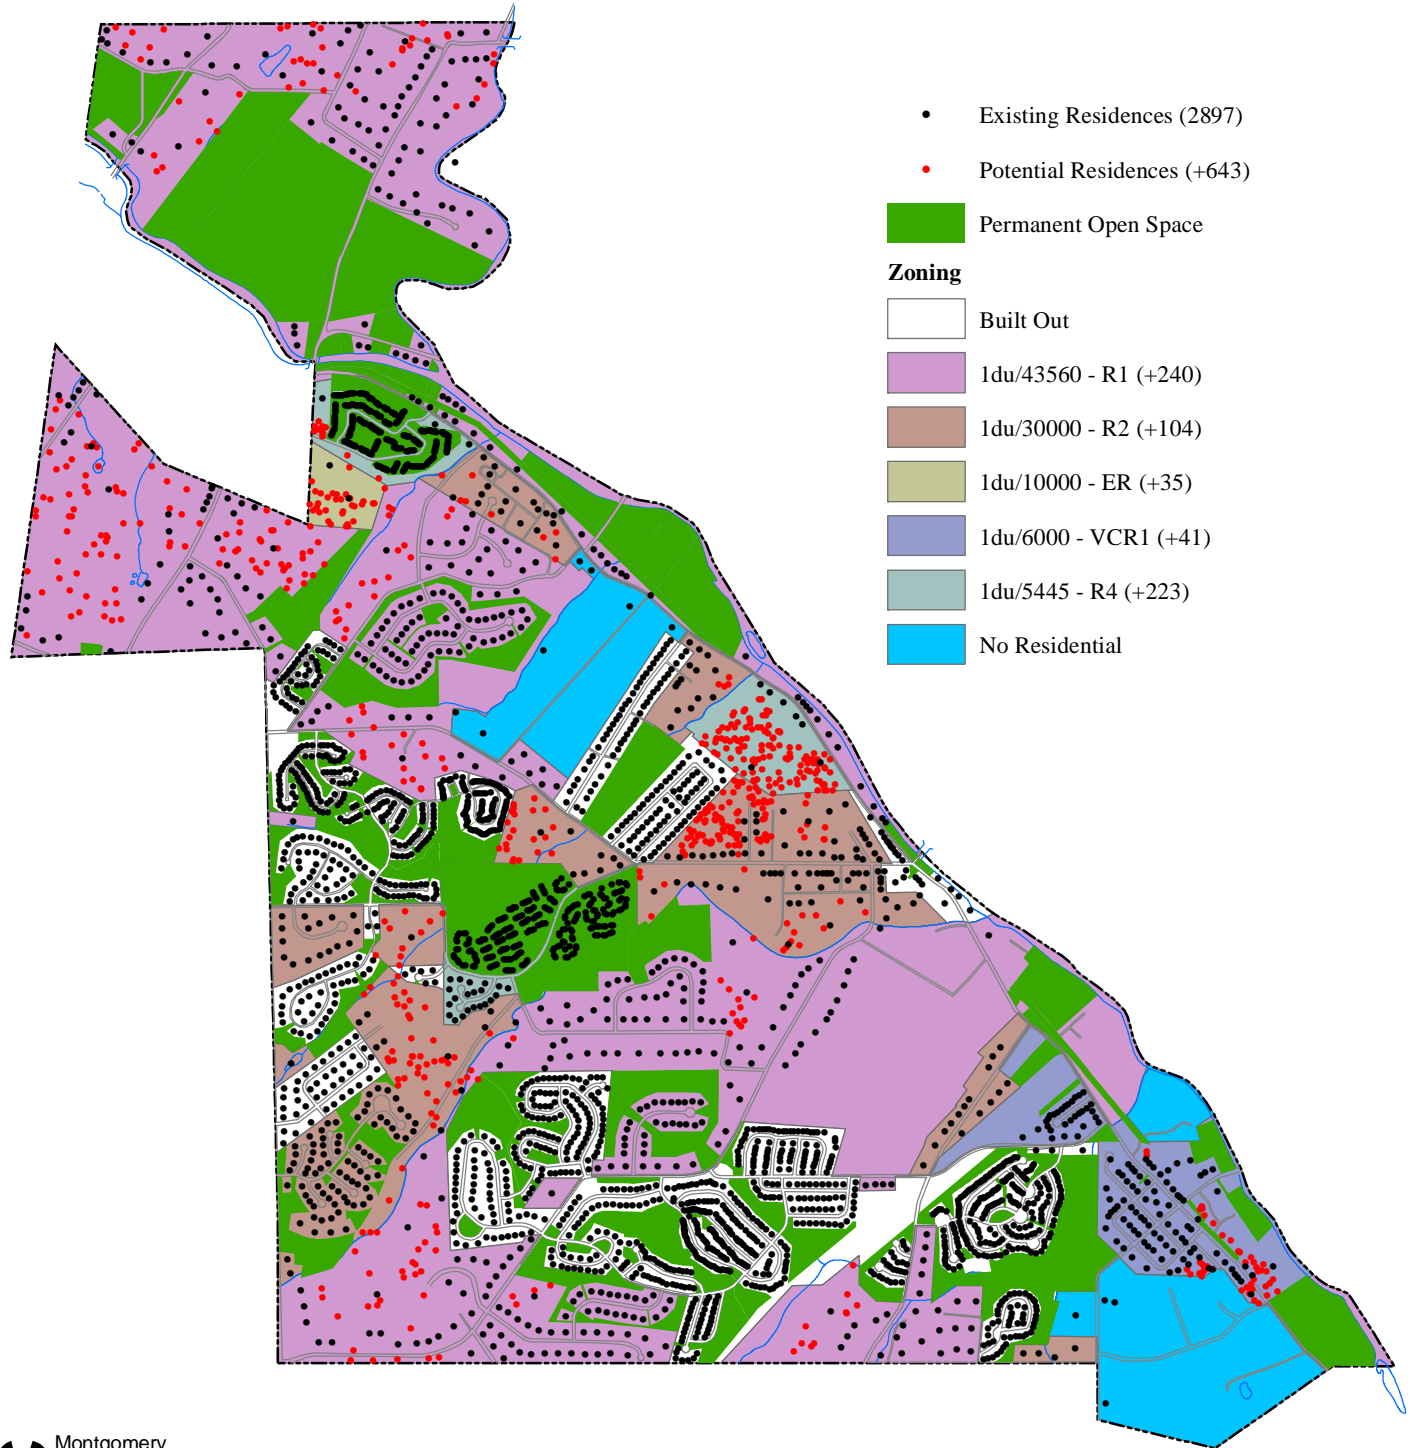 Existing Residences (2897)
Potential Residences (+643)
Permanent Open Space
Zoning
Built Out
1du/43560 - R1 (+240)
1du/30000 - R2 (+104)
1du/10000 - ER (+35)
1du/6000 - VCR1 (+41)
1du/5445 - R4 (+223)
No Residential
Montgomery